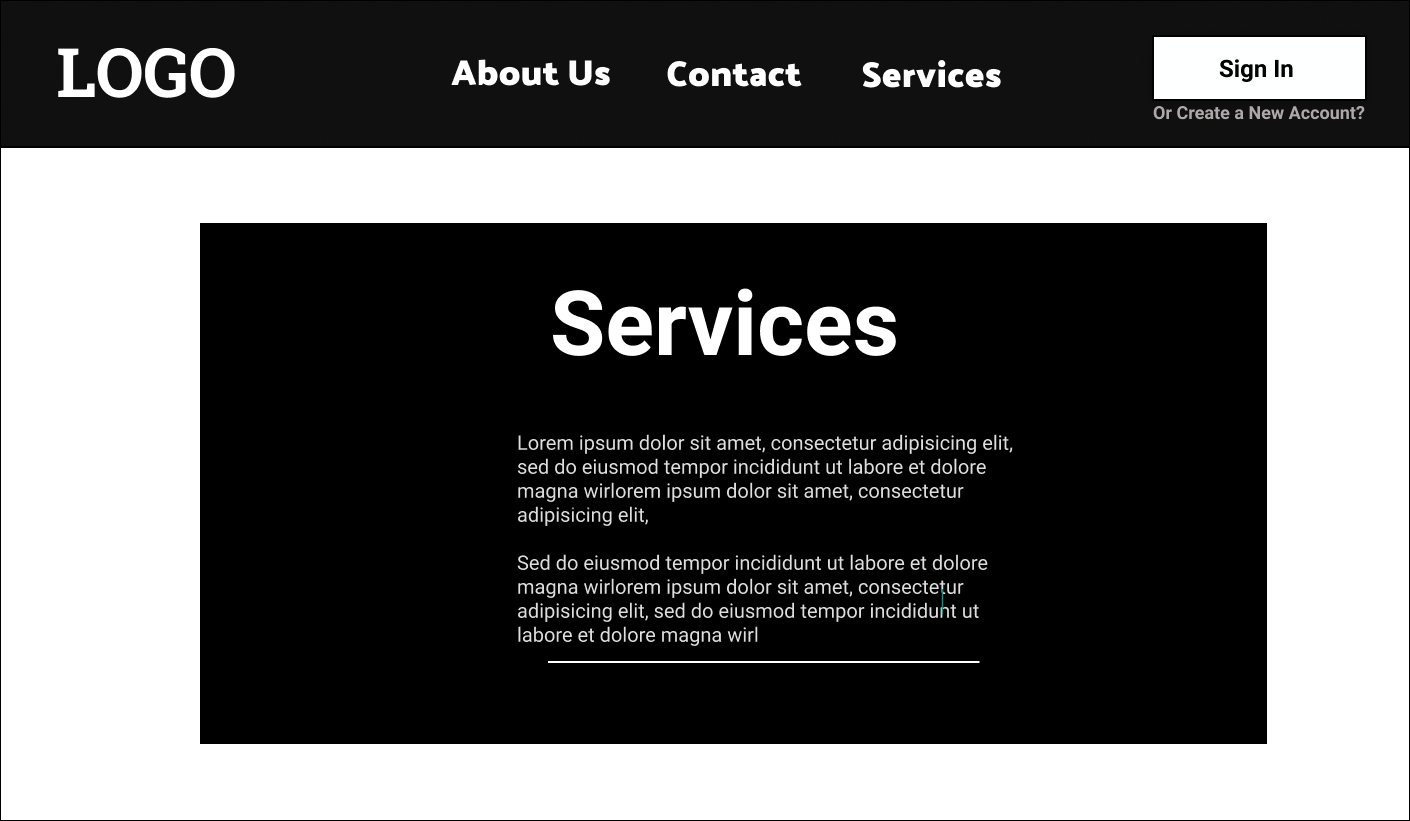 LOGO
About Us
Contact
Services
Sign In
Or Create a New Account?
Services
Lorem ipsum dolor sit amet, consectetur adipisicing elit,
sed do eiusmod tempor incididunt ut labore et dolore
magna wirlorem ipsum dolor sit amet, consectetur
adipisicing elit,
Sed do eiusmod tempor incididunt ut labore et dolore
magna wirlorem ipsum dolor sit amet, consectetur
adipisicing elit, sed do eiusmod tempor incididunt ut
labore et dolore magna wirl